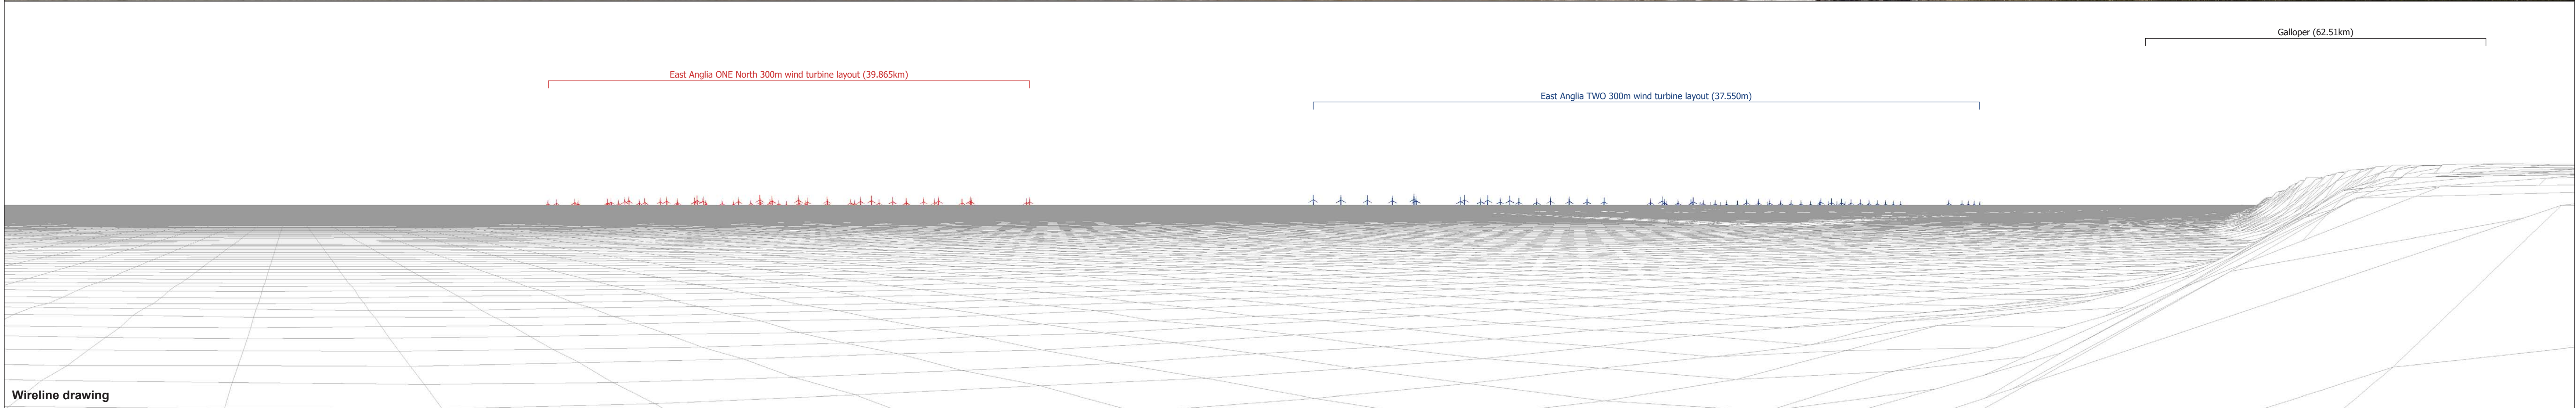 Galloper (62.51km)
East Anglia ONE North 300m wind turbine layout (39.865km)
East Anglia TWO 300m wind turbine layout (37.550m)
Wireline drawing